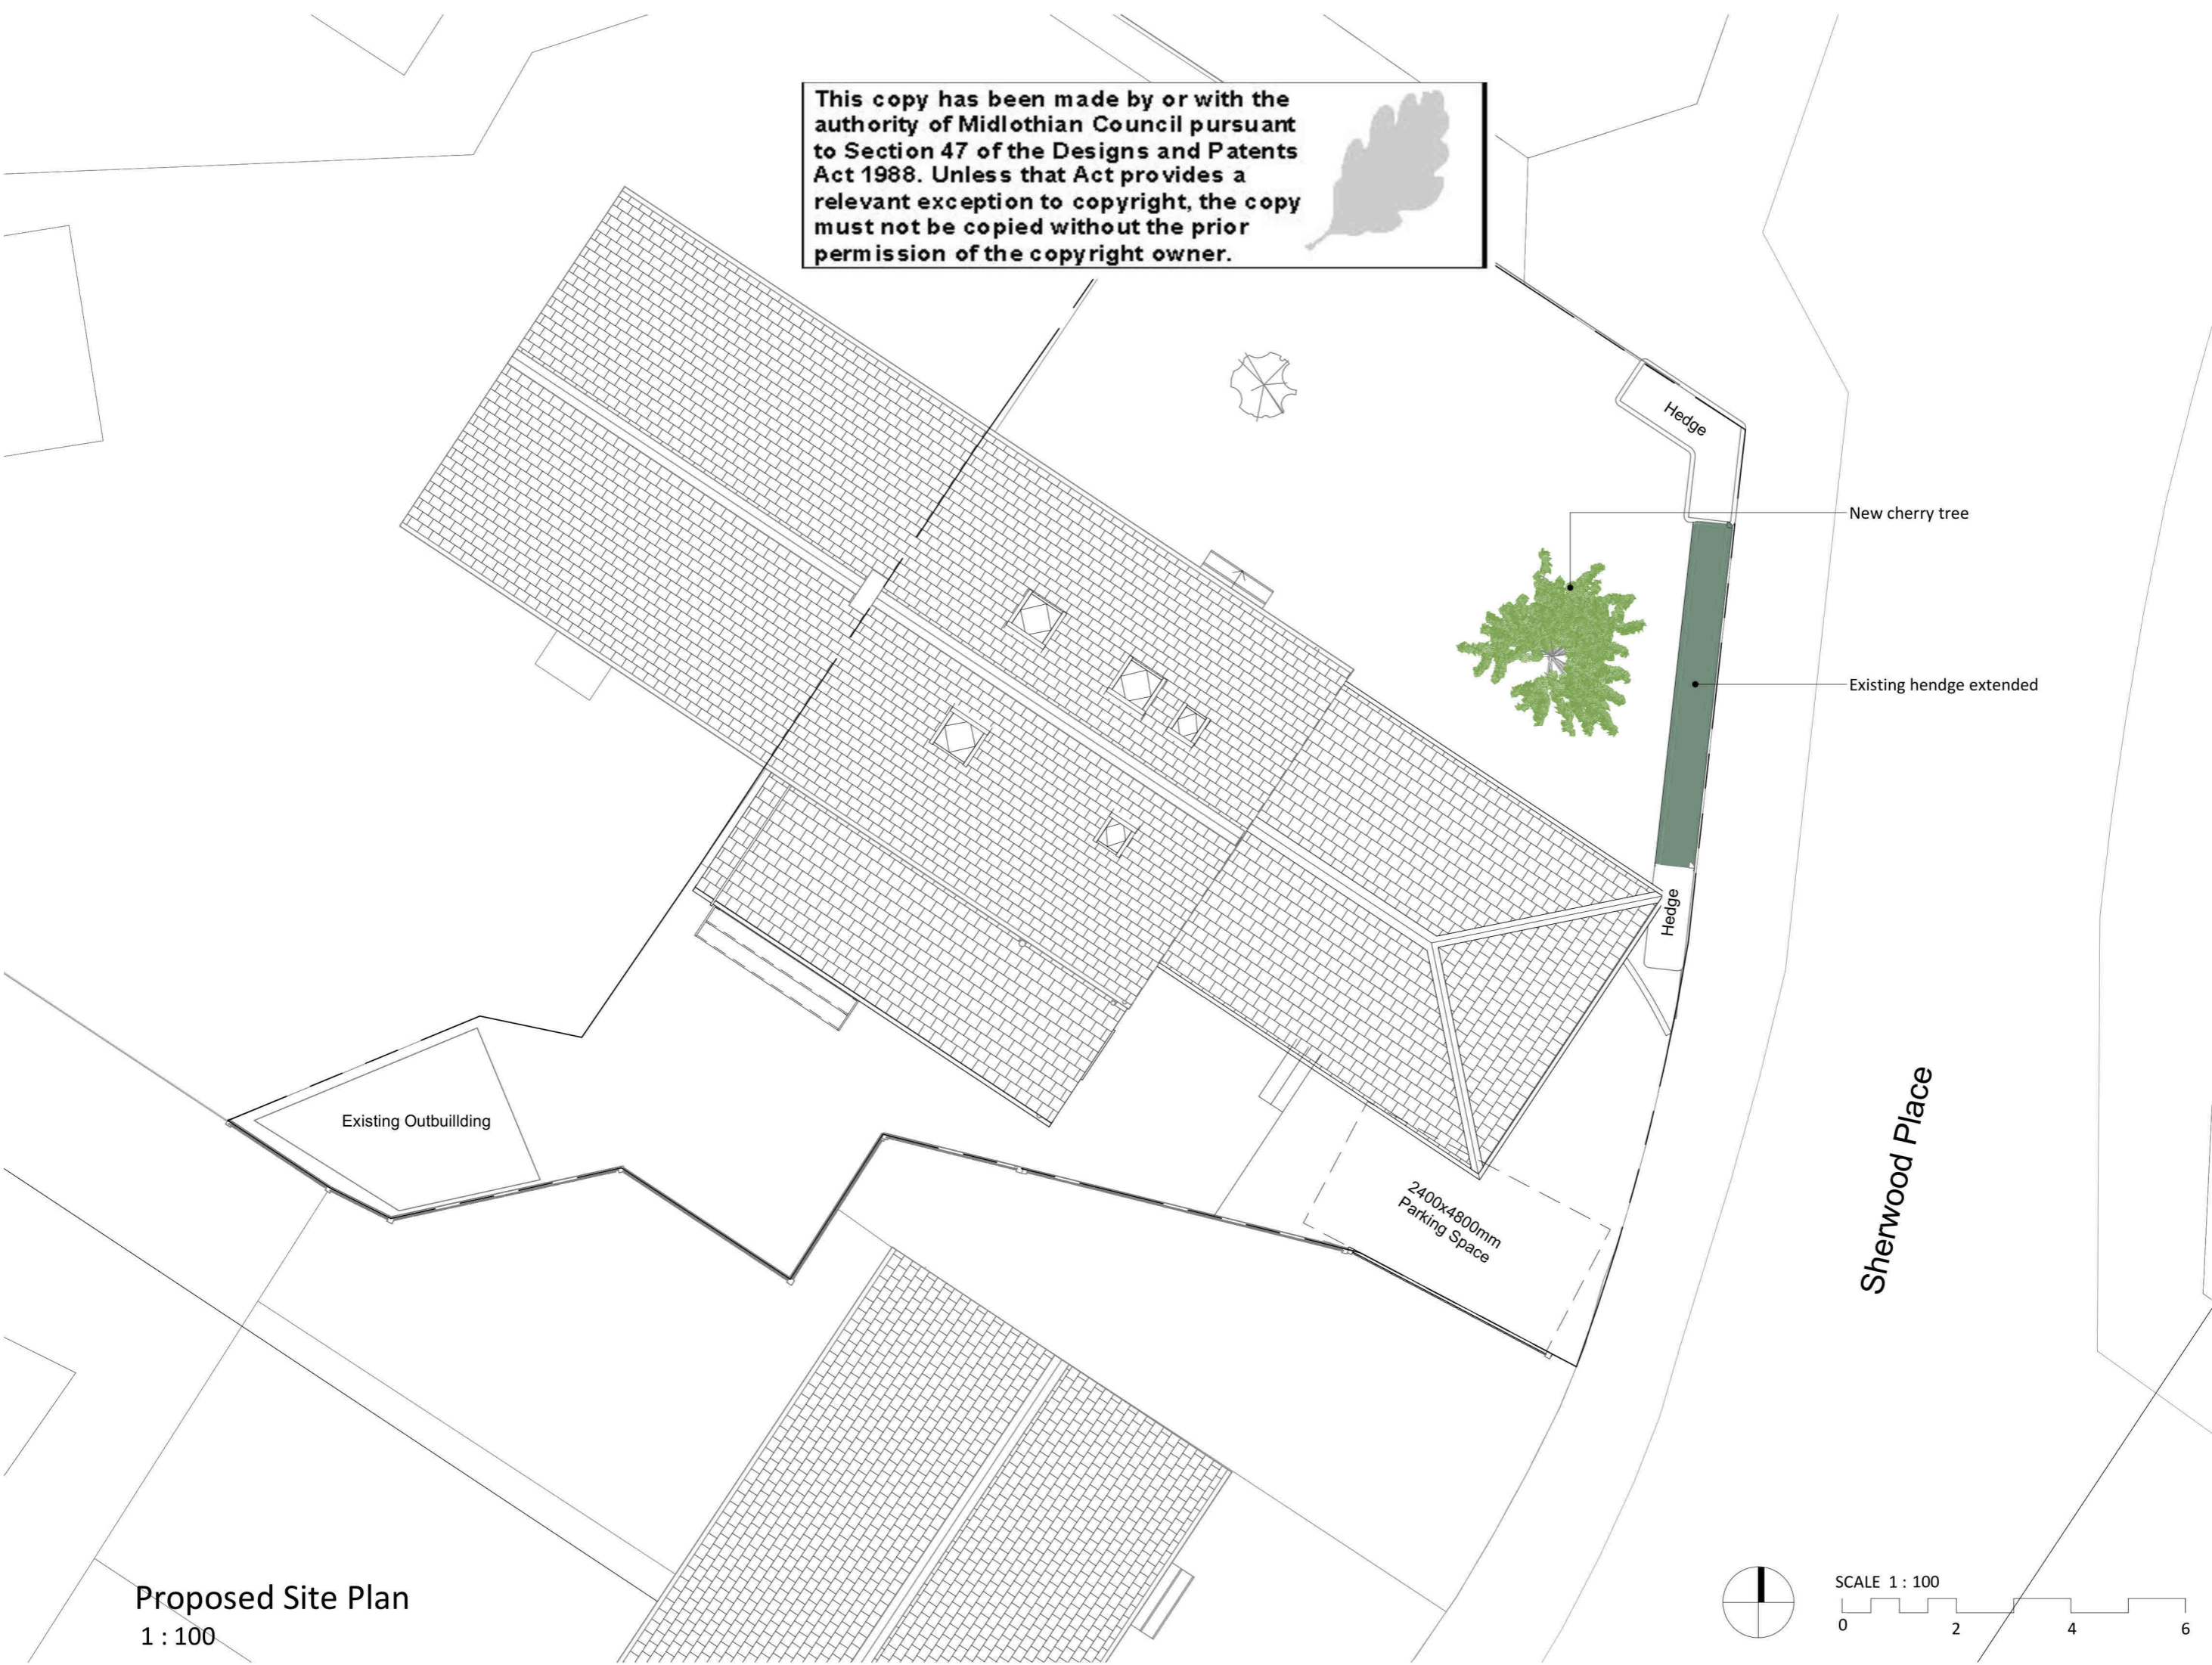 This copy has been made by or with the
authority of Midlothian Council pursuant
to Section 47 of the Designs and Patents
Act 1988. Unless that Act provides a
relevant exception to copyright, the copy
must not be copied without the prior
permission of the copyright owner.
Hedge
New cherry tree
Existing hendge extended
Hedge
Existing Outbuillding
2400x4800mm
Parking Space
Sherwood Place
Proposed Site Plan
1 : 100
SCALE 1 : 100
0 2 4 6